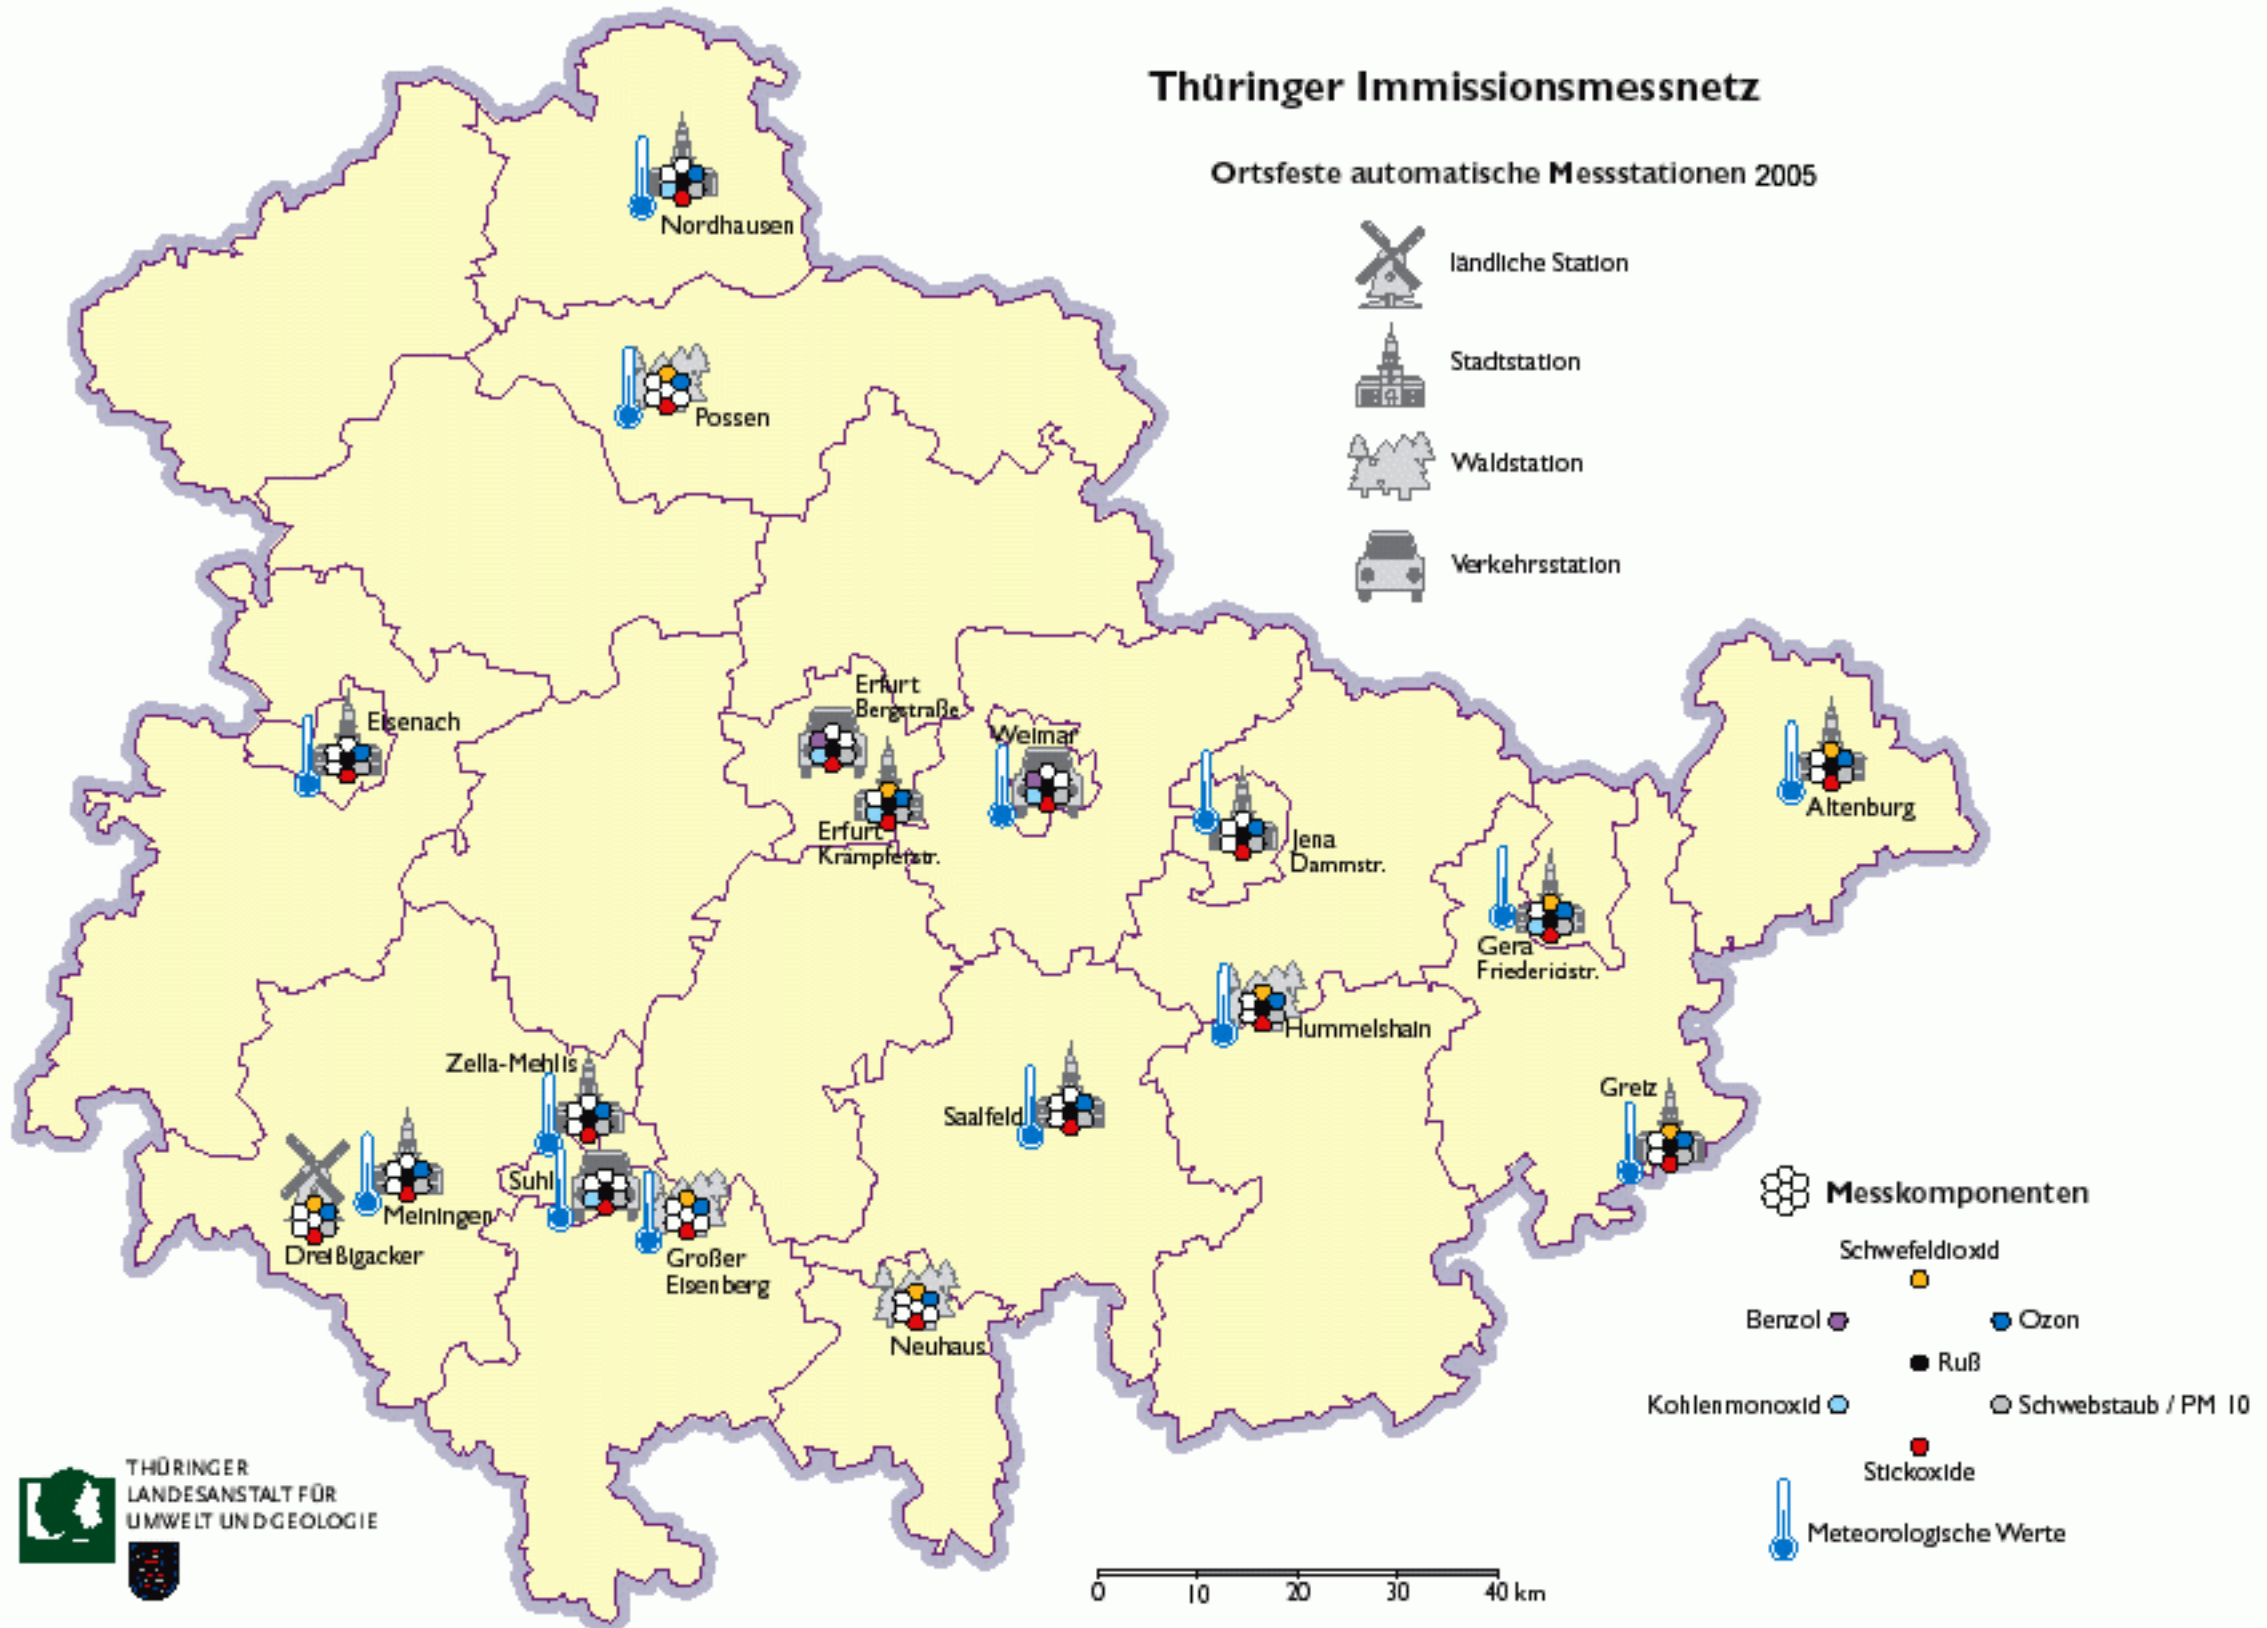 Thüringer Immissionsmessnetz
Ortsfeste automatische Messstationen 2005
ländliche Station
Stadtstation
Waldstation
Verkehrsstation
Nordhausen
Possen
Eisenach
Erfurt
Bergstraße
Weimar
Erfurt
Krämpferstr.
Jena
Dammstr.
Altenburg
Gera
Friedericistr.
Hummelshain
Zella-Mehlis
Saalfeld
Greiz
Suhl
Meiningen
Dreißigacker
Großer
Eisenberg
Neuhaus
Messkomponenten
Schwefeldioxid
Benzol
Ozon
Ruß
Kohlenmonoxid
Schwebstaub / PM 10
Stickoxide
Meteorologische Werte
THÜRINGER
LANDESANSTALT FÜR
UMWELT UND GEOLOGIE
0 10 20 30 40 km